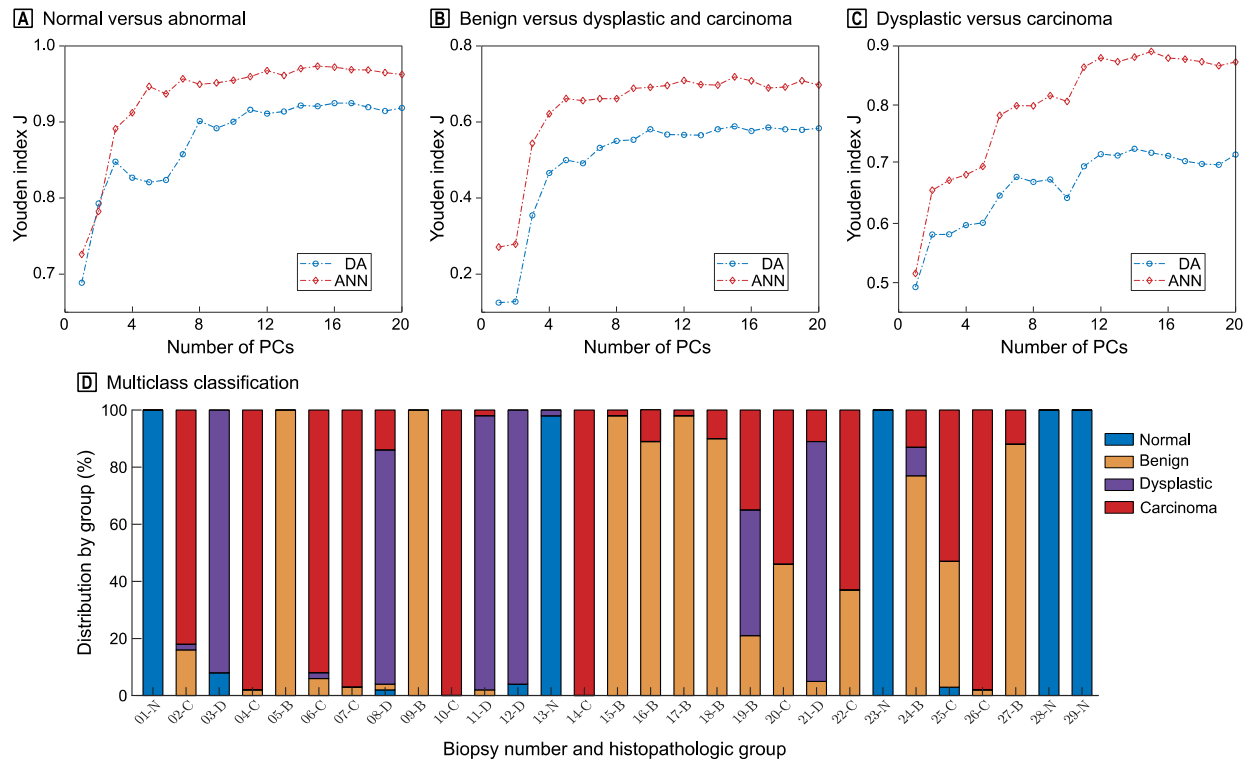 A Normal versus abnormal
Youden index J
1.0
0.9
0.8
0.7
0 4 8 12 16 20
Number of PCs
DA
ANN
B Benign versus dysplastic and carcinoma
Youden index J
0.8
0.6
0.4
0.2
0 4 8 12 16 20
Number of PCs
DA
ANN
C Dysplastic versus carcinoma
Youden index J
0.9
0.8
0.7
0.6
0.5
0 4 8 12 16 20
Number of PCs
DA
ANN
D Multiclass classification
Distribution by group (%)
100
80
60
40
20
0
01-N 02-C 03-D 04-C 05-B 06-C 07-C 08-D 09-B 10-C 11-D 12-D 13-N 14-C 15-B 16-B 17-B 18-B 19-B 20-C 21-D 22-C 23-N 24-B 25-C 26-C 27-B 28-N 29-N
Biopsy number and histopathologic group
Normal
Benign
Dysplastic
Carcinoma